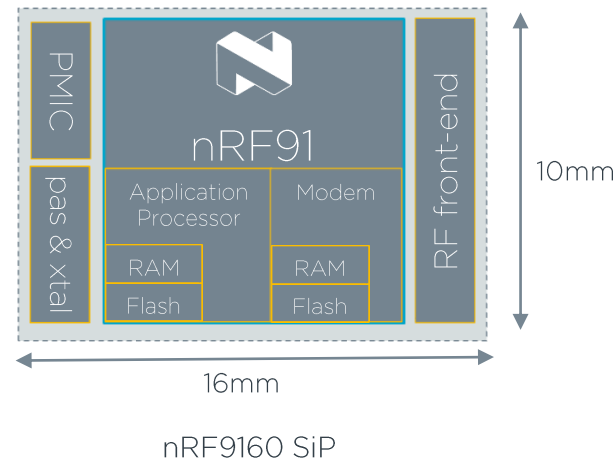 PMIC
pas & xtal
nRF91
Application
Processor
RAM
Flash
Modem
RAM
Flash
RF front-end
10mm
16mm
nRF9160 SiP